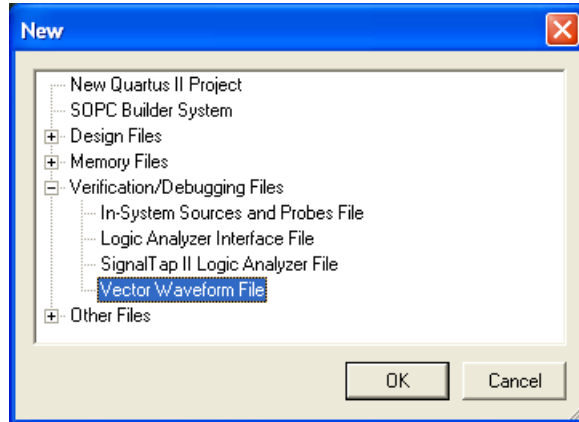 New
New Quartus II Project
SOPC Builder System
Design Files
Memory Files
Verification/Debugging Files
In-System Sources and Probes File
Logic Analyzer Interface File
SignalTap II Logic Analyzer File
Vector Waveform File
Other Files
OK Cancel